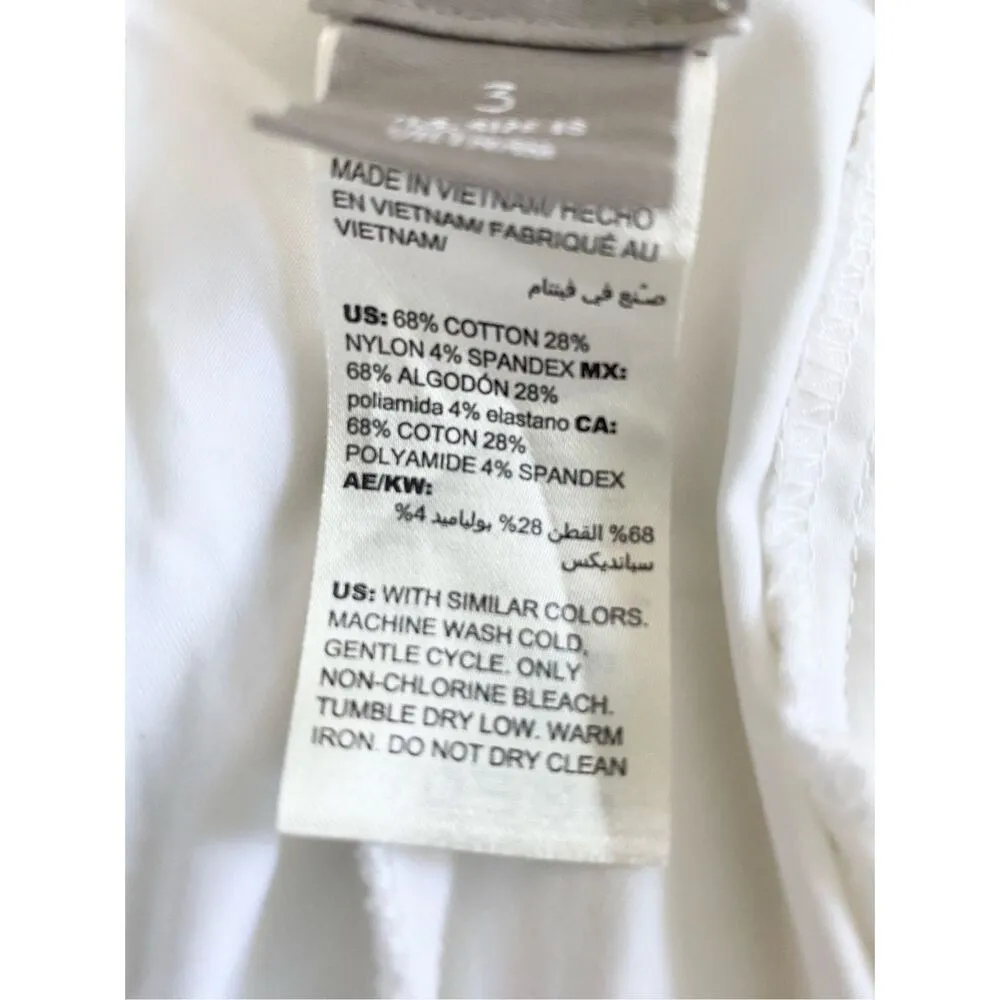 3
MADE IN VIETNAM/ HECHO
EN VIETNAM/ FABRIQUÉ AU
VIETNAM/
صنع في فيتنام
US: 68% COTTON 28%
NYLON 4% SPANDEX MX:
68% ALGODÓN 28%
poliamida 4% elastano CA:
68% COTON 28%
POLYAMIDE 4% SPANDEX
AE/KW:
68% القطن 28% بولياميد 4%
سبانديكس
US: WITH SIMILAR COLORS.
MACHINE WASH COLD,
GENTLE CYCLE. ONLY
NON-CHLORINE BLEACH.
TUMBLE DRY LOW. WARM
IRON. DO NOT DRY CLEAN